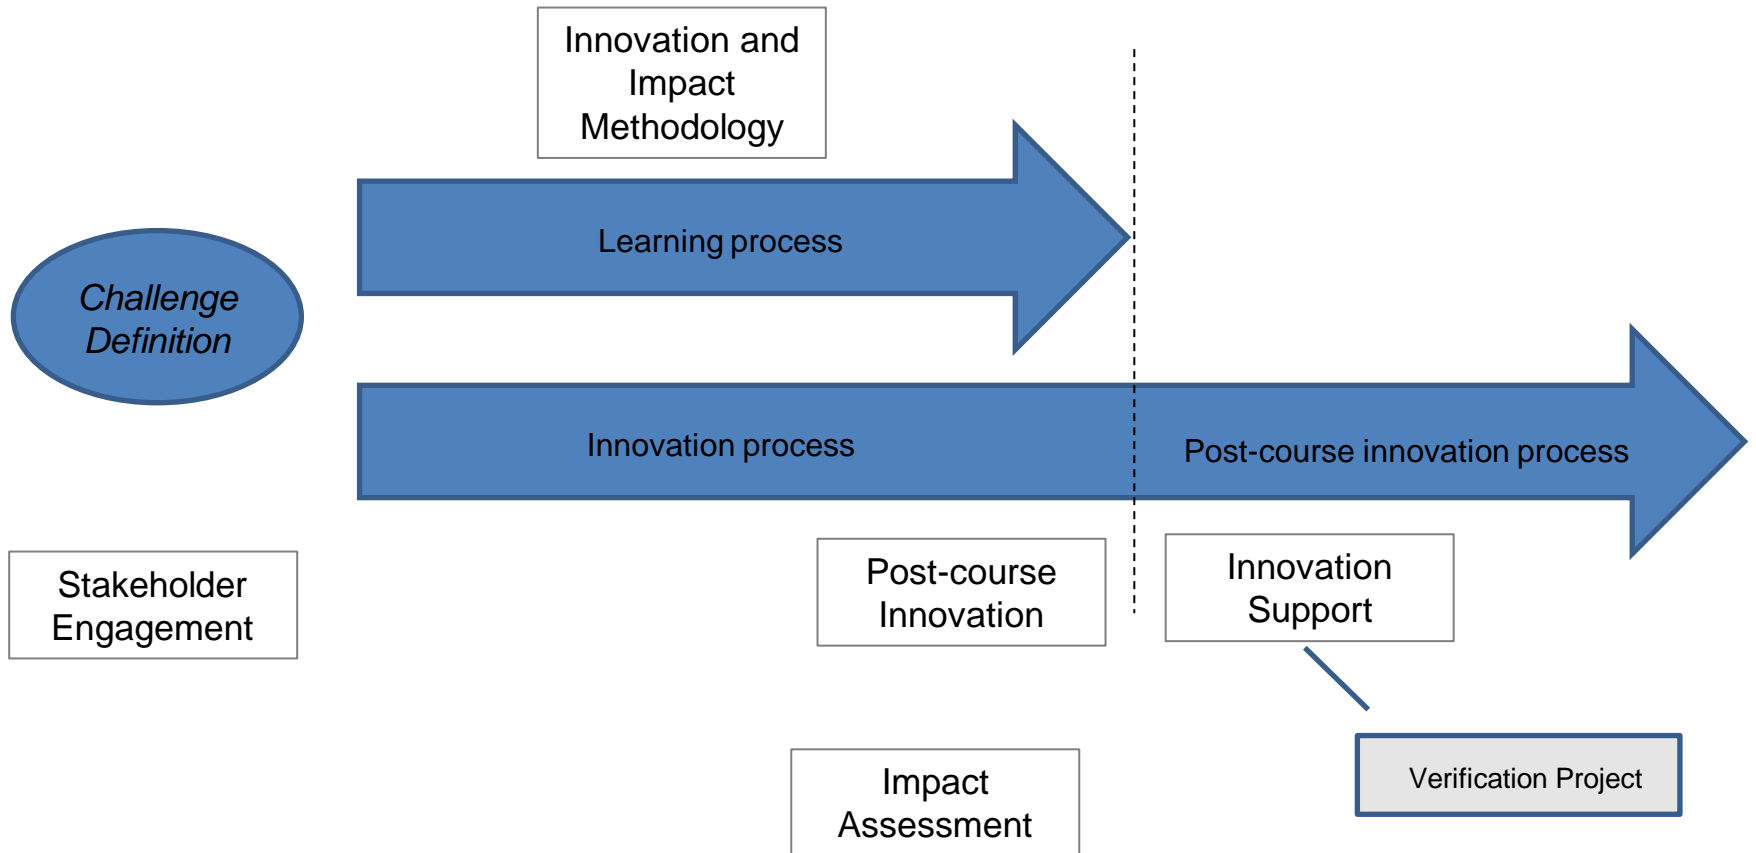 Innovation and
Impact
Methodology
Learning process
Challenge
Definition
Innovation process
Post-course innovation process
Stakeholder
Engagement
Post-course
Innovation
Innovation
Support
Impact
Assessment
Verification Project